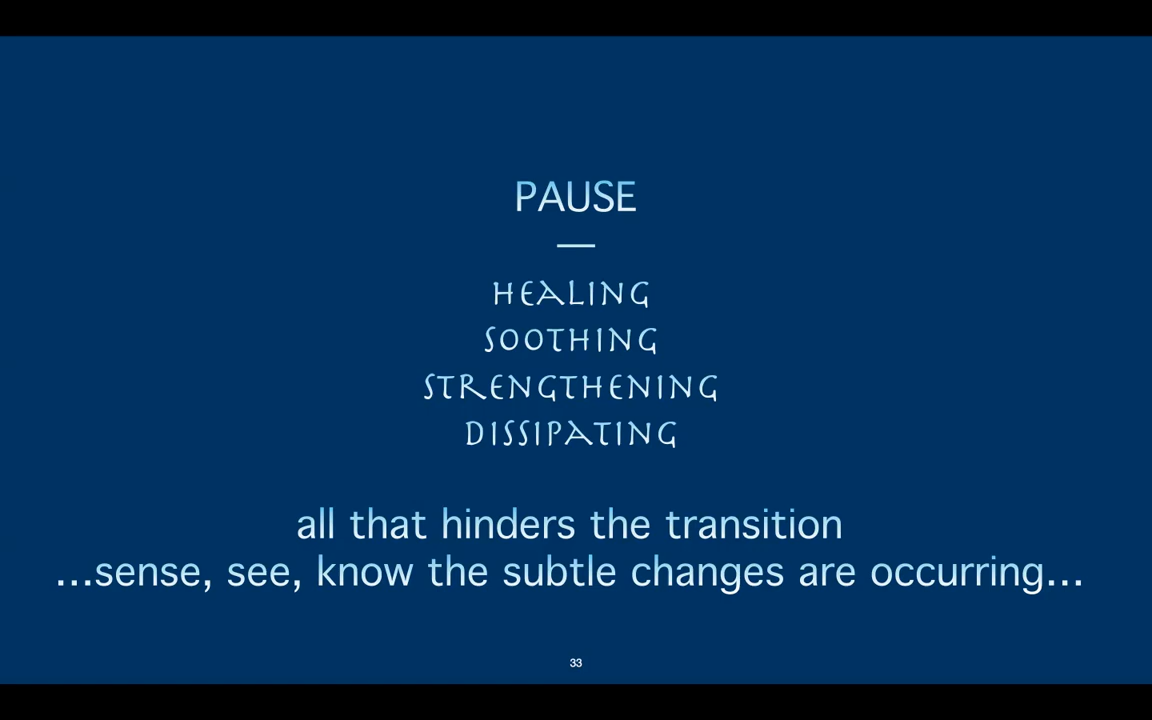 PAUSE
—
HEALING
SOOTHING
STRENGTHENING
DISSIPATING
all that hinders the transition
...sense, see, know the subtle changes are occurring...
33